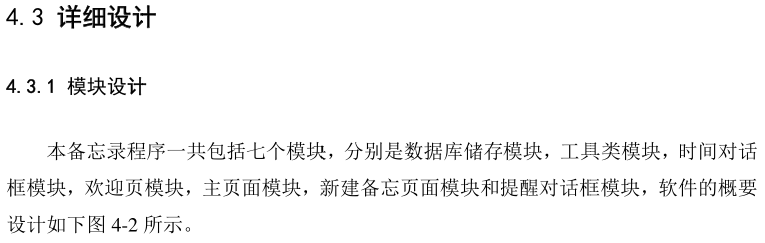 4.3 详细设计
4.3.1 模块设计
本备忘录程序一共包括七个模块，分别是数据库储存模块，工具类模块，时间对话
框模块，欢迎页模块，主页面模块，新建备忘页面模块和提醒对话框模块，软件的概要
设计如下图 4-2 所示。